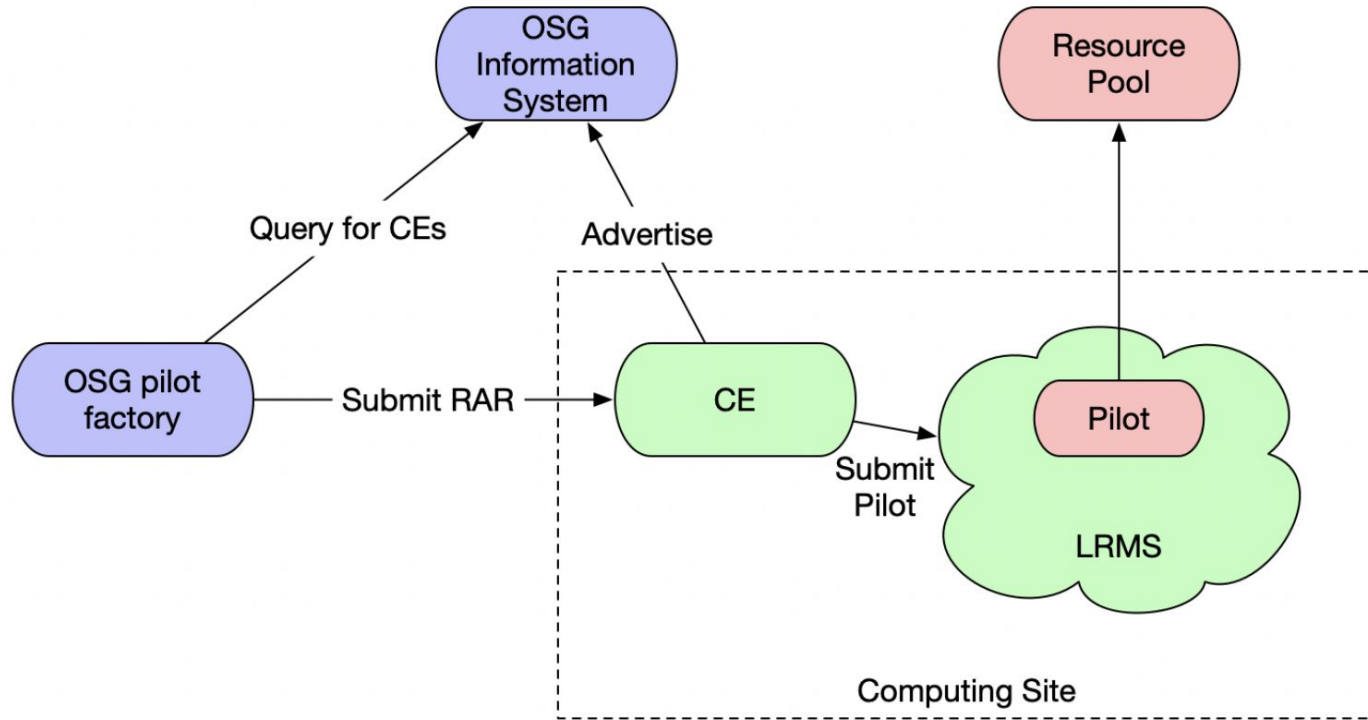 OSG
Information
System
Resource
Pool
Query for CEs
Advertise
OSG pilot
factory
Submit RAR
CE
Pilot
Submit
Pilot
LRMS
Computing Site